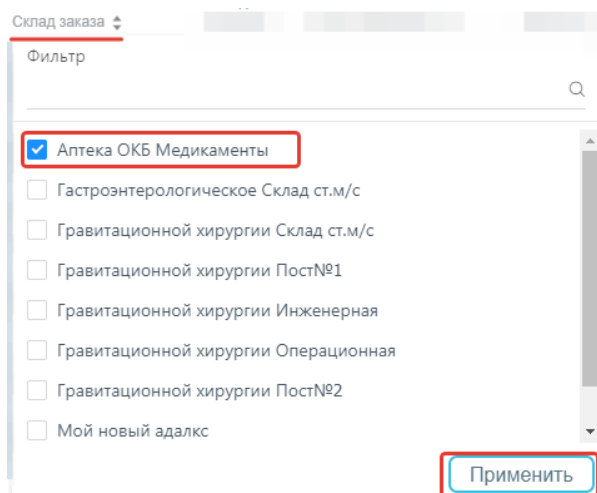 Склад заказа
Фильтр
Аптека ОКБ Медикаменты
Гастроэнтерологическое Склад ст.м/с
Гравитационной хирургии Склад ст.м/с
Гравитационной хирургии Пост№1
Гравитационной хирургии Инженерная
Гравитационной хирургии Операционная
Гравитационной хирургии Пост№2
Мой новый адалкс
Применить